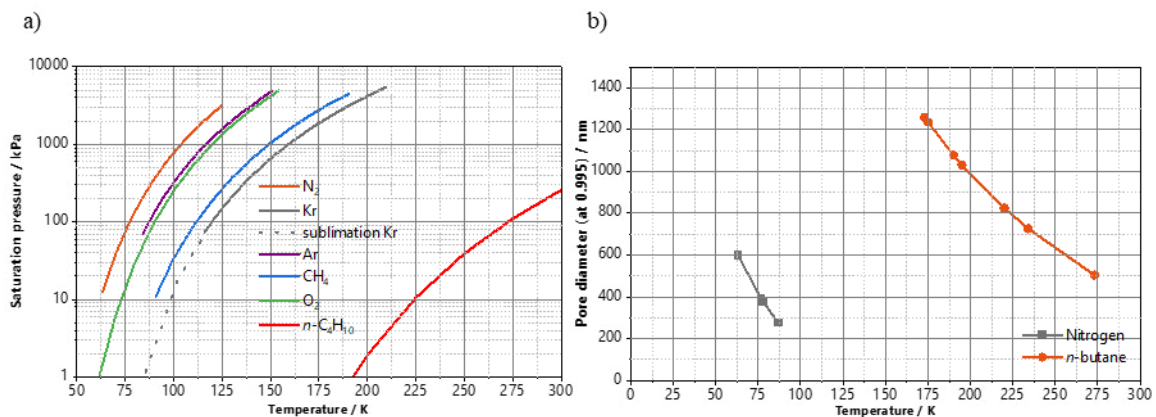 a)
10000
1000
100
10
1
Saturation pressure / kPa
N₂
Kr
sublimation Kr
Ar
CH₄
O₂
n-C₄H₁₀
50 75 100 125 150 175 200 225 250 275 300
Temperature / K
b)
1400
1200
1000
800
600
400
200
0
Pore diameter (at 0.995) / nm
Nitrogen
n-butane
0 25 50 75 100 125 150 175 200 225 250 275 300
Temperature / K